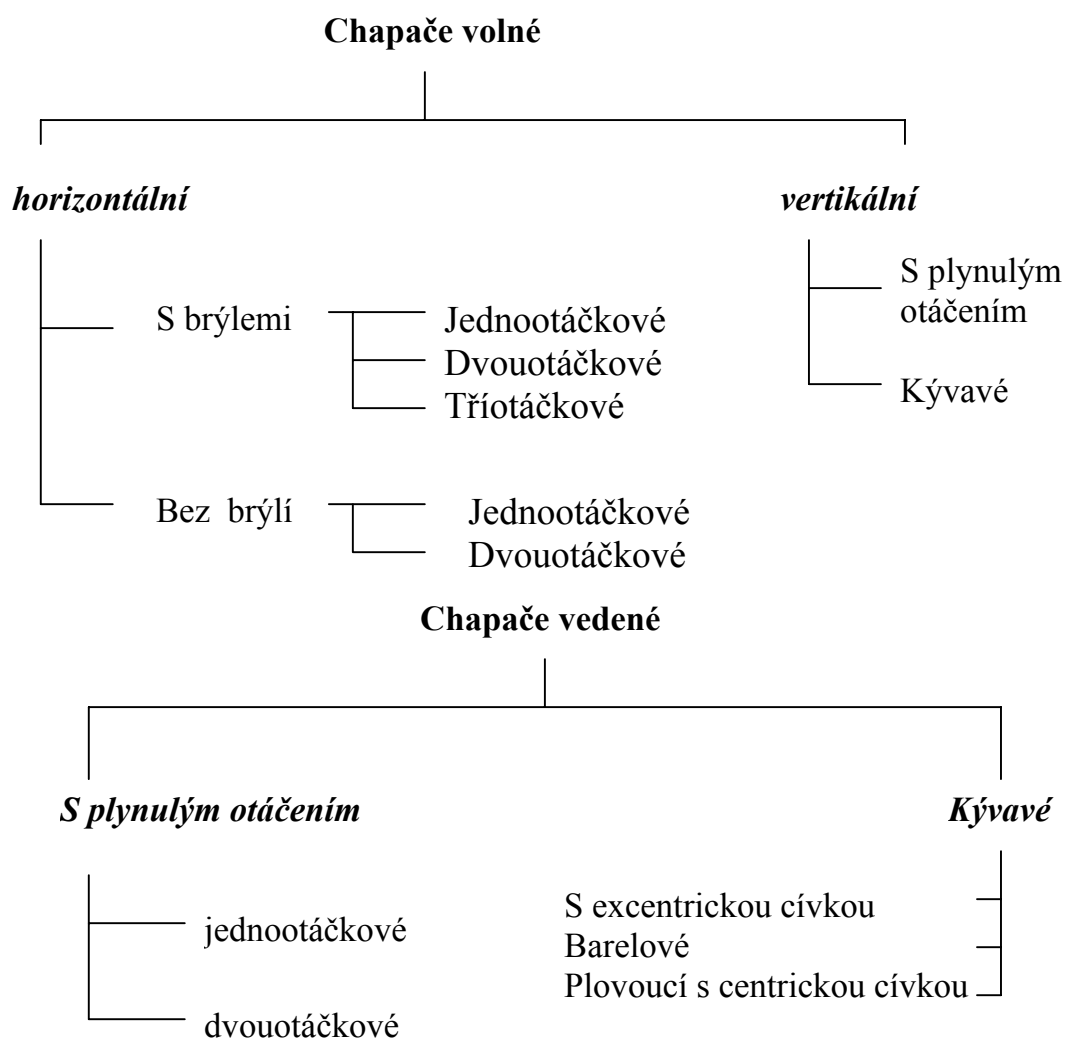 Chapače volné
horizontální
vertikální
S plynulým
otáčením
Kývavé
S brýlemi
Jednootáčkové
Dvouotáčkové
Tříotáčkové
Bez brýlí
Jednootáčkové
Dvouotáčkové
Chapače vedené
S plynulým otáčením
Kývavé
jednootáčkové
dvouotáčkové
S excentrickou cívkou
Barelové
Plovoucí s centrickou cívkou